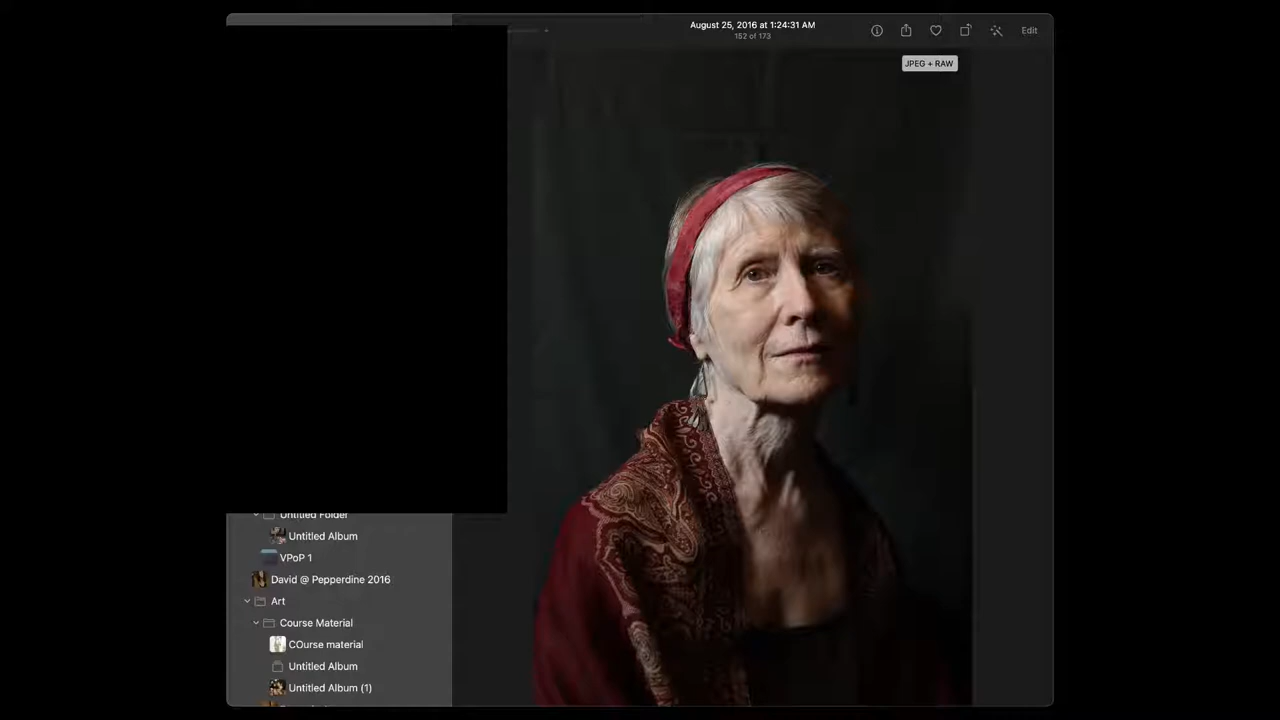 August 25, 2016 at 1:24:31 AM
152 of 173
Edit
JPEG + RAW
Untitled Folder
Untitled Album
VPoP 1
David @ Pepperdine 2016
Art
Course Material
COurse material
Untitled Album
Untitled Album (1)